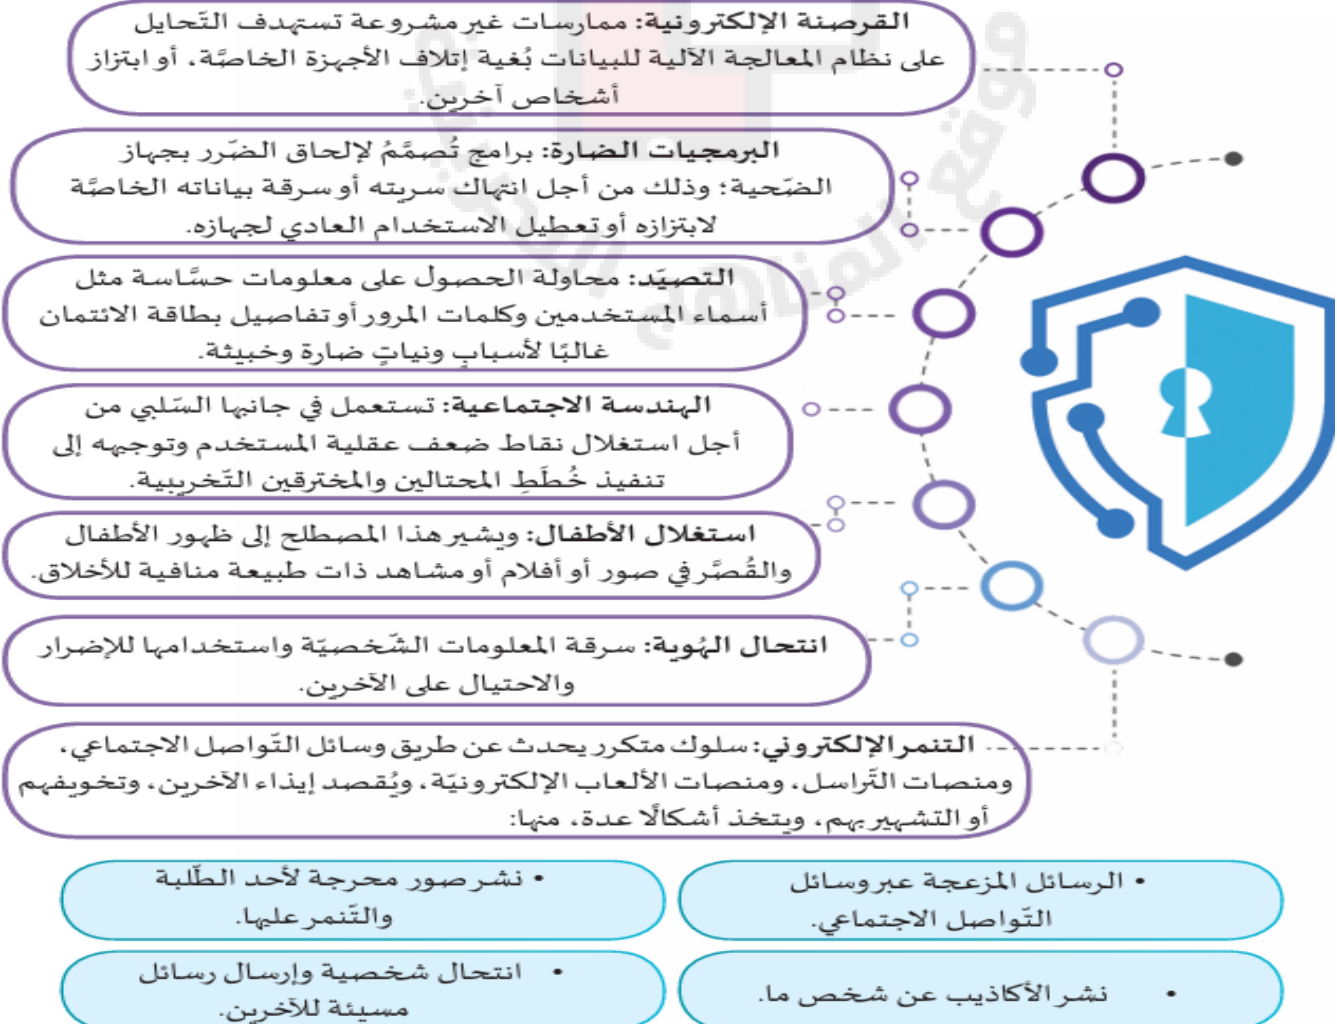 القرصنة الإلكترونية: ممارسات غير مشروعة تستهدف التّحايل
على نظام المعالجة الآلية للبيانات بُغية إتلاف الأجهزة الخاصَّة، أو ابتزاز
أشخاص آخرين.
البرمجيات الضارة: برامج تُصمَّمُ لإلحاق الضّرر بجهاز
الضّحية؛ وذلك من أجل انتهاك سريته أو سرقة بياناته الخاصَّة
لابتزازه أو تعطيل الاستخدام العادي لجهازه.
التصيّد: محاولة الحصول على معلومات حسَّاسة مثل
أسماء المستخدمين وكلمات المرور أو تفاصيل بطاقة الائتمان
غالبًا لأسبابٍ ونياتٍ ضارة وخبيثة.
الهندسة الاجتماعية: تستعمل في جانبها السّلبي من
أجل استغلال نقاط ضعف عقلية المستخدم وتوجيهه إلى
تنفيذ خُطَطِ المحتالين والمخترقين التّخريبية.
استغلال الأطفال: ويشير هذا المصطلح إلى ظهور الأطفال
والقُصَّر في صور أو أفلام أو مشاهد ذات طبيعة منافية للأخلاق.
انتحال الهُوية: سرقة المعلومات الشّخصيّة واستخدامها للإضرار
والاحتيال على الآخرين.
التنمر الإلكتروني: سلوك متكرر يحدث عن طريق وسائل التّواصل الاجتماعي،
ومنصات التّراسل، ومنصات الألعاب الإلكترونيّة، ويُقصد إيذاء الآخرين، وتخويفهم
أو التشهير بهم، ويتخذ أشكالًا عدة، منها:
• الرسائل المزعجة عبر وسائل
التّواصل الاجتماعي.
• نشر صور محرجة لأحد الطّلبة
والتّنمر عليها.
• نشر الأكاذيب عن شخص ما.
• انتحال شخصية وإرسال رسائل
مسيئة للآخرين.
موقع المناهج